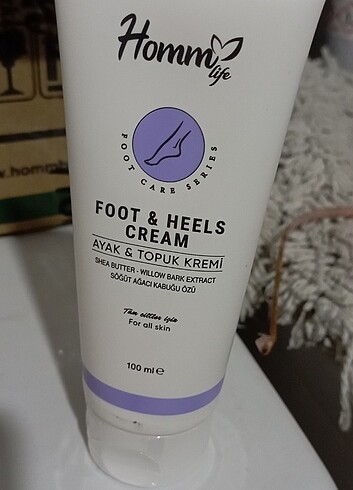 Homm
life
FOOT CARE SERIES
FOOT & HEELS
CREAM
AYAK & TOPUK KREMİ
SHEA BUTTER - WILLOW BARK EXTRACT
SÖĞÜT AĞACI KABUĞU ÖZÜ
Tüm ciltler için
For all skin
100 ml ℮